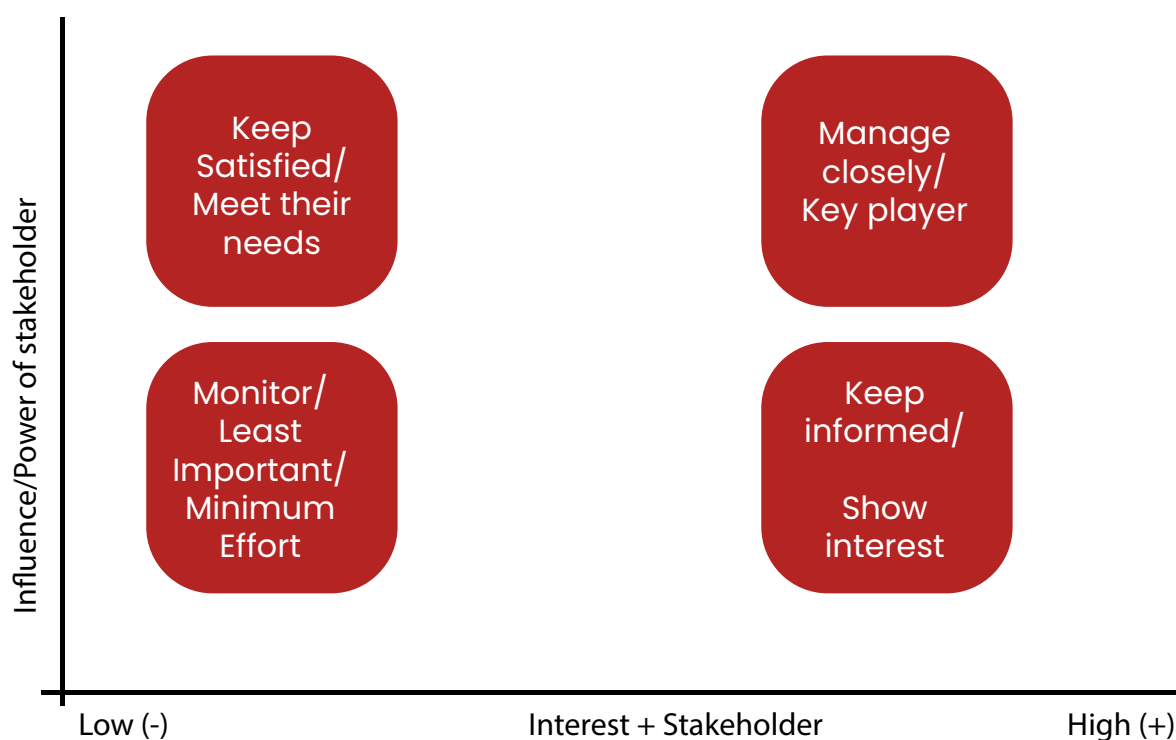 Influence/Power of stakeholder
Keep
Satisfied/
Meet their
needs
Manage
closely/
Key player
Monitor/
Least
Important/
Minimum
Effort
Keep
informed/
Show
interest
Low (-)
Interest + Stakeholder
High (+)